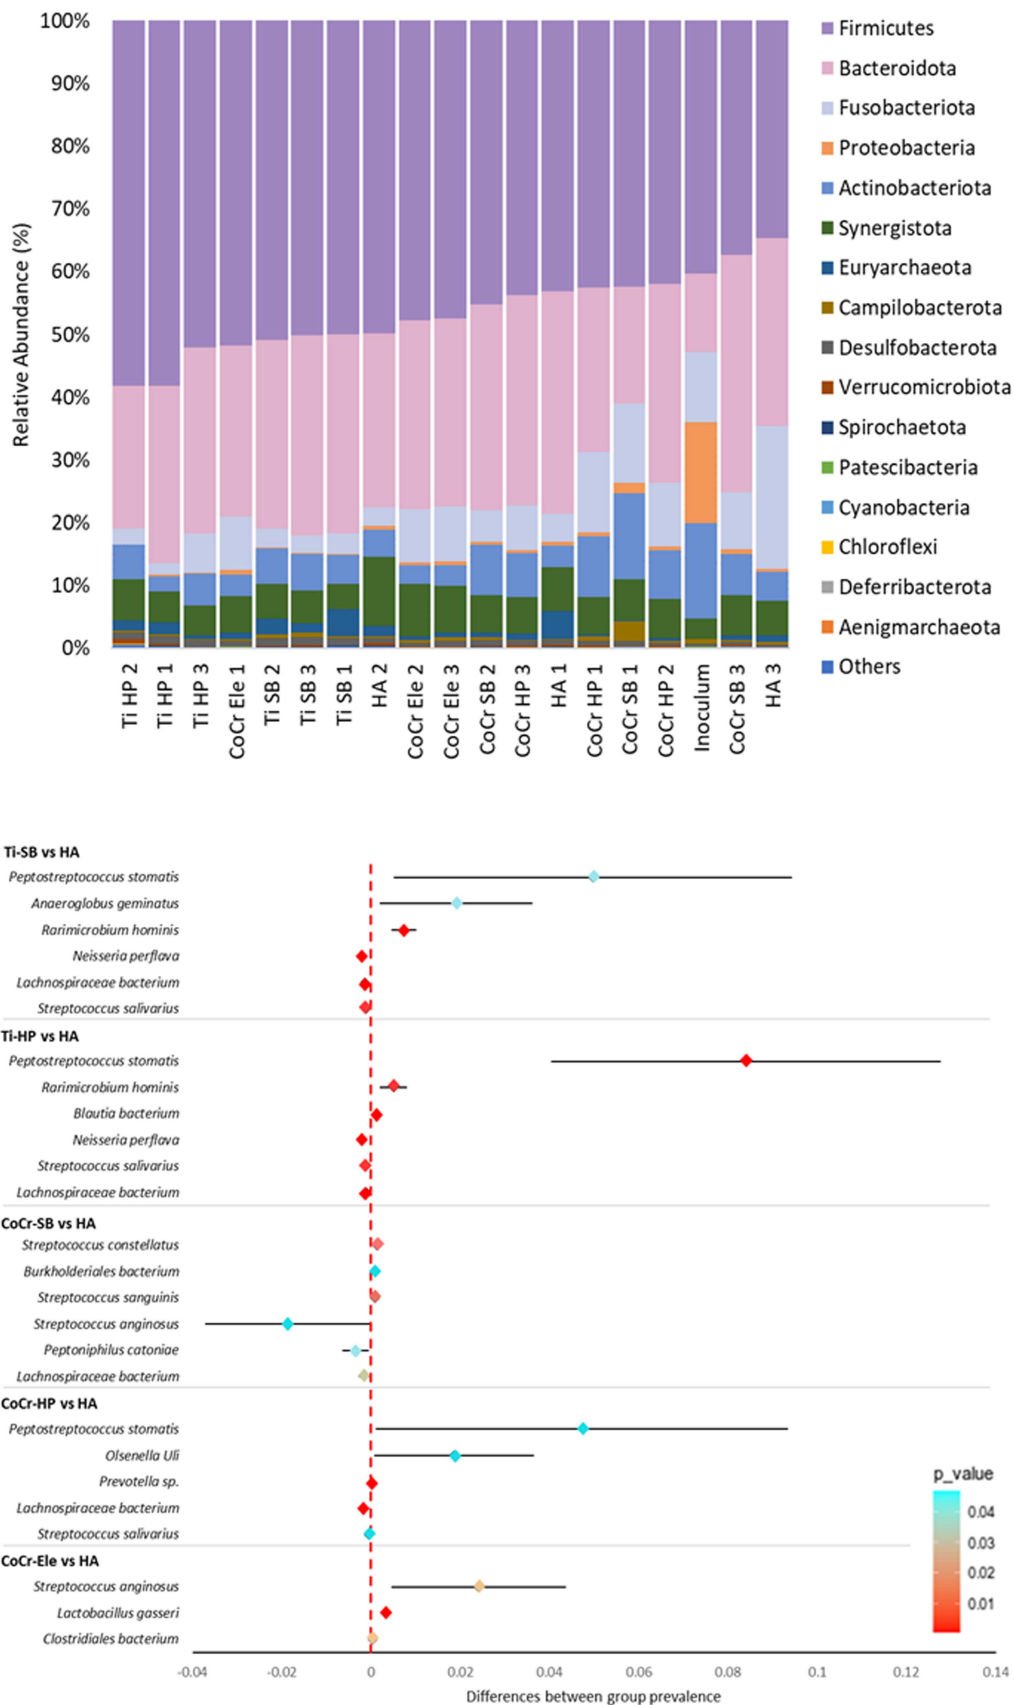 100%
90%
80%
70%
60%
50%
40%
30%
20%
10%
0%
Relative Abundance (%)
Ti HP 2
Ti HP 1
Ti HP 3
CoCr Ele 1
Ti SB 2
Ti SB 3
Ti SB 1
HA 2
CoCr Ele 2
CoCr Ele 3
CoCr SB 2
CoCr HP 3
HA 1
CoCr HP 1
CoCr SB 1
CoCr HP 2
Inoculum
CoCr SB 3
HA 3
Firmicutes
Bacteroidota
Fusobacteriota
Proteobacteria
Actinobacteriota
Synergistota
Euryarchaeota
Campilobacterota
Desulfobacterota
Verrucomicrobiota
Spirochaetota
Patescibacteria
Cyanobacteria
Chloroflexi
Deferribacterota
Aenigmarchaeota
Others
Ti-SB vs HA
Peptostreptococcus stomatis
Anaeroglobus geminatus
Rarimicrobium hominis
Neisseria perflava
Lachnospiraceae bacterium
Streptococcus salivarius
Ti-HP vs HA
Peptostreptococcus stomatis
Rarimicrobium hominis
Blautia bacterium
Neisseria perflava
Streptococcus salivarius
Lachnospiraceae bacterium
CoCr-SB vs HA
Streptococcus constellatus
Burkholderiales bacterium
Streptococcus sanguinis
Streptococcus anginosus
Peptoniphilus catoniae
Lachnospiraceae bacterium
CoCr-HP vs HA
Peptostreptococcus stomatis
Olsenella Uli
Prevotella sp.
Lachnospiraceae bacterium
Streptococcus salivarius
CoCr-Ele vs HA
Streptococcus anginosus
Lactobacillus gasseri
Clostridiales bacterium
p_value
0.04
0.03
0.02
0.01
-0.04 -0.02 0 0.02 0.04 0.06 0.08 0.1 0.12 0.14
Differences between group prevalence